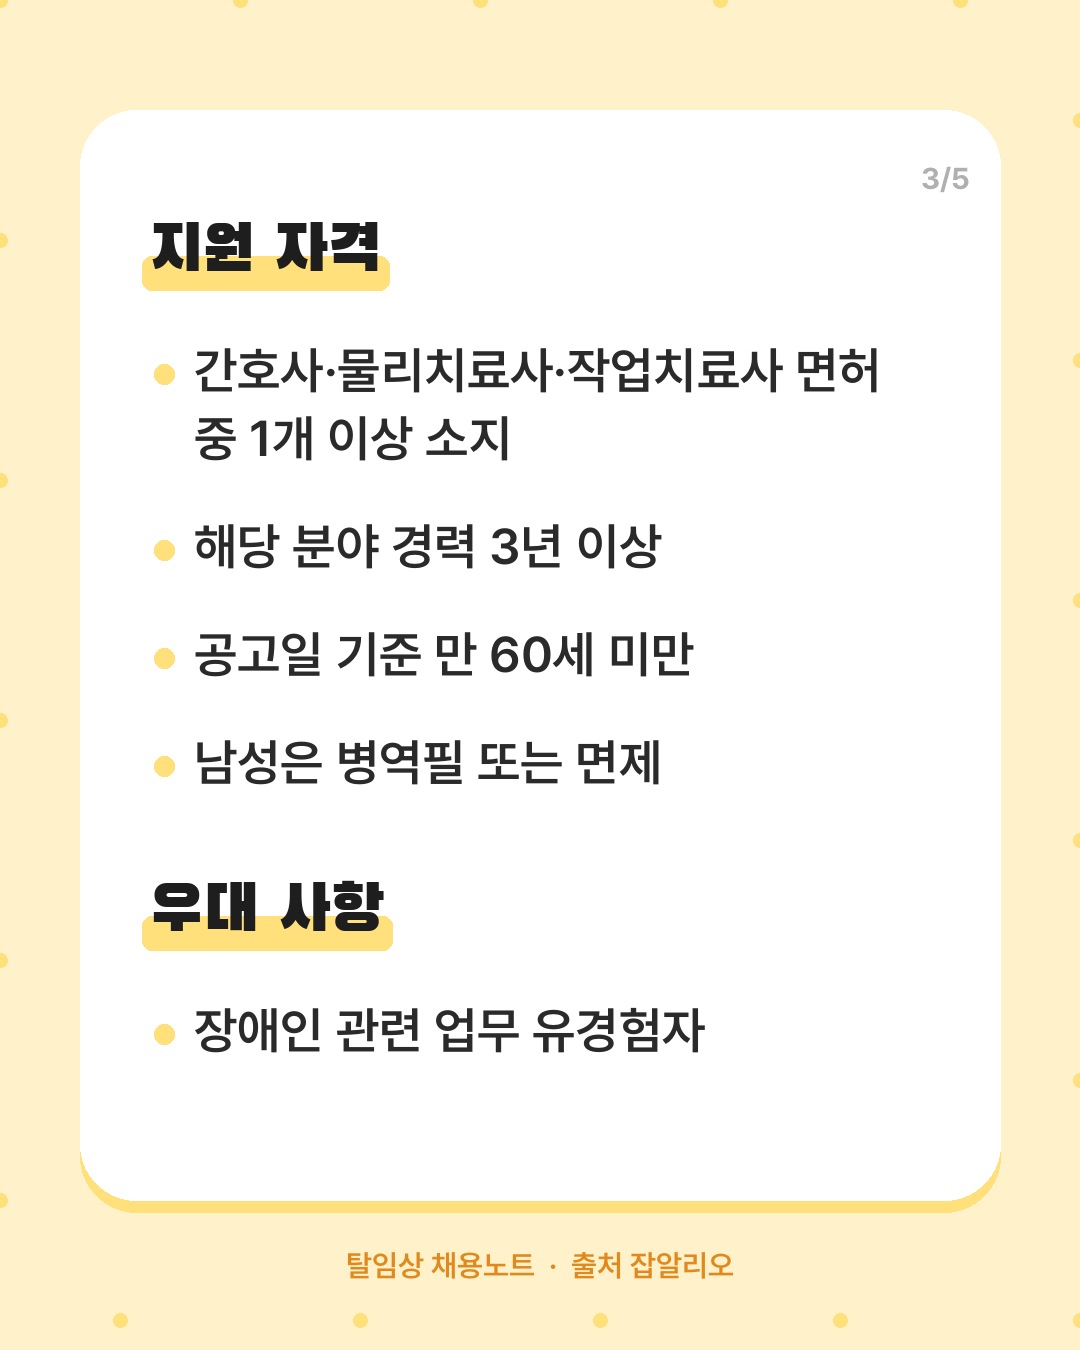 3/5
지원 자격
간호사·물리치료사·작업치료사 면허
중 1개 이상 소지
해당 분야 경력 3년 이상
공고일 기준 만 60세 미만
남성은 병역필 또는 면제
우대 사항
장애인 관련 업무 유경험자
탈임상 채용노트 · 출처 잡알리오